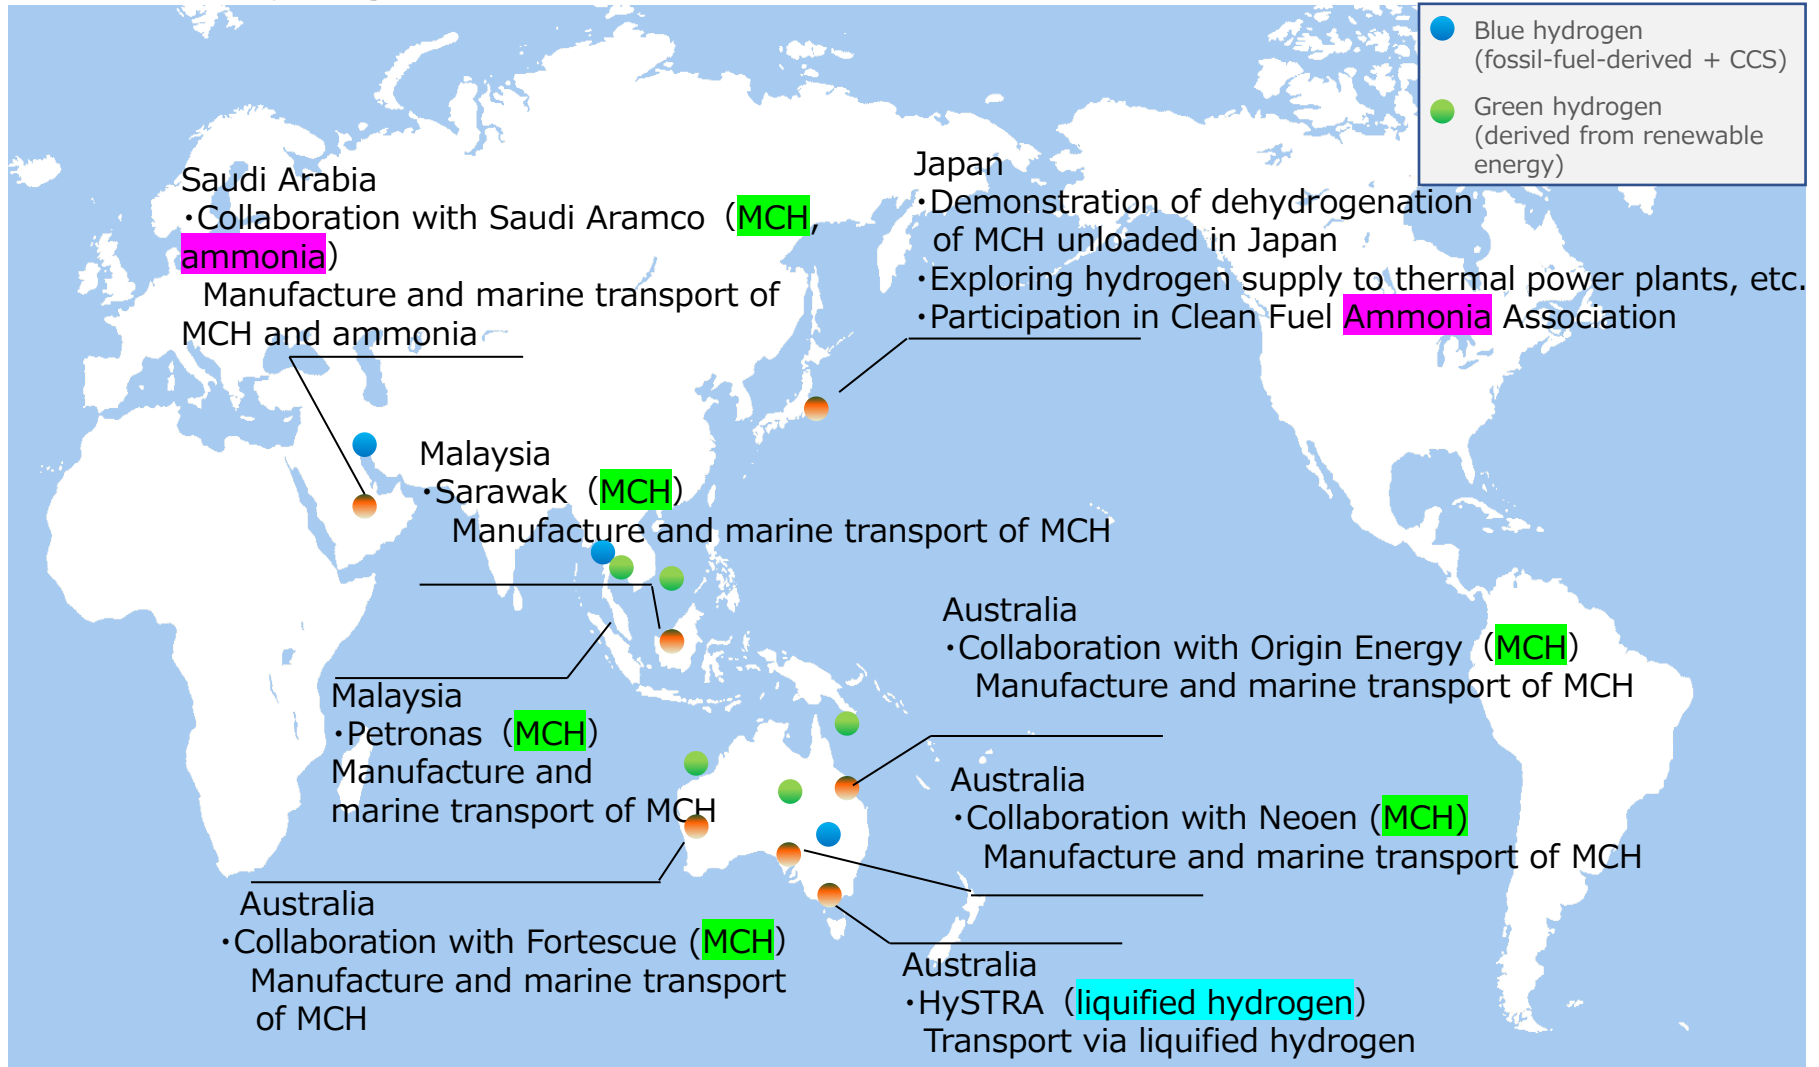 Blue hydrogen
(fossil-fuel-derived + CCS)
Green hydrogen
(derived from renewable
energy)
Saudi Arabia
・Collaboration with Saudi Aramco（MCH,
ammonia）
Manufacture and marine transport of
MCH and ammonia
Japan
・Demonstration of dehydrogenation
of MCH unloaded in Japan
・Exploring hydrogen supply to thermal power plants, etc.
・Participation in Clean Fuel Ammonia Association
Malaysia
・Sarawak（MCH）
Manufacture and marine transport of MCH
Malaysia
・Petronas（MCH）
Manufacture and
marine transport of MCH
Australia
・Collaboration with Origin Energy（MCH）
Manufacture and marine transport of MCH
Australia
・Collaboration with Neoen (MCH)
Manufacture and marine transport of MCH
Australia
・Collaboration with Fortescue (MCH)
Manufacture and marine transport
of MCH
Australia
・HySTRA（liquified hydrogen）
Transport via liquified hydrogen